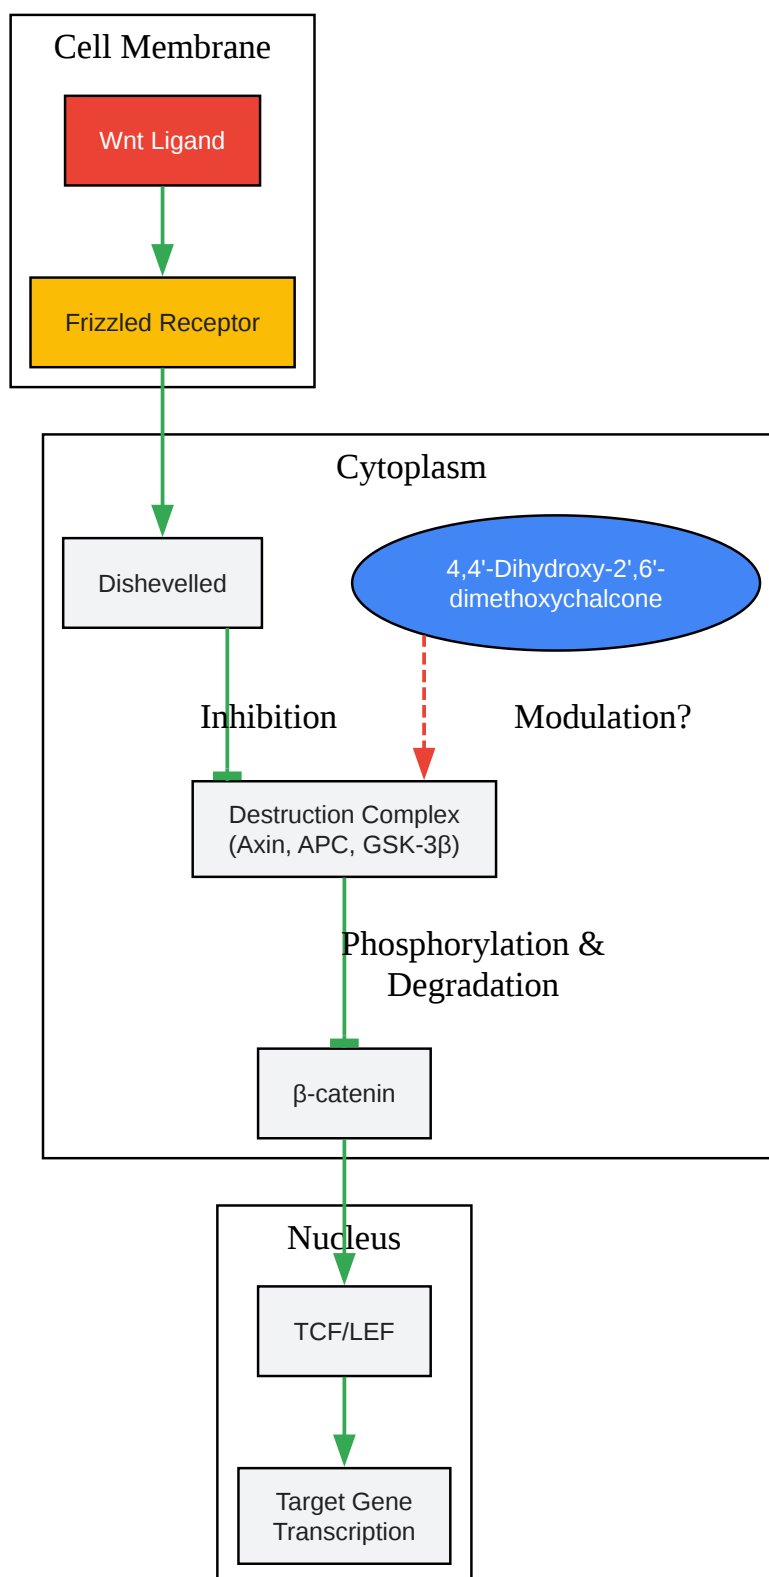 Cell Membrane
Wnt Ligand
Frizzled Receptor
Cytoplasm
Dishevelled
4,4'-Dihydroxy-2',6'-
dimethoxychalcone
Inhibition
Modulation?
Destruction Complex
(Axin, APC, GSK-3β)
Phosphorylation &
Degradation
β-catenin
Nucleus
TCF/LEF
Target Gene
Transcription